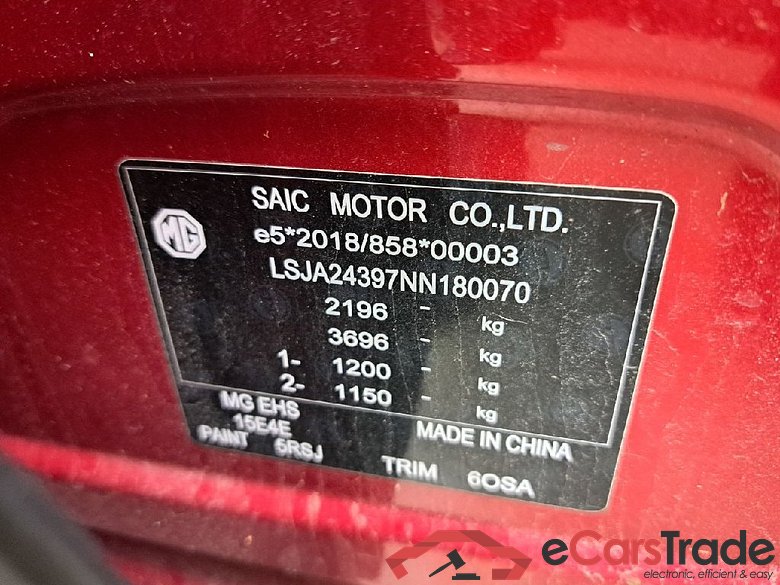 SAIC MOTOR CO.,LTD.
MG
e5*2018/858*00003
LSJA24397NN180070
2196 - kg
3696 - kg
1- 1200 - kg
2- 1150 - kg
MG EHS
15E4E
MADE IN CHINA
PAINT 5RSJ
TRIM 6OSA
eCarsTrade
electronic, efficient & easy